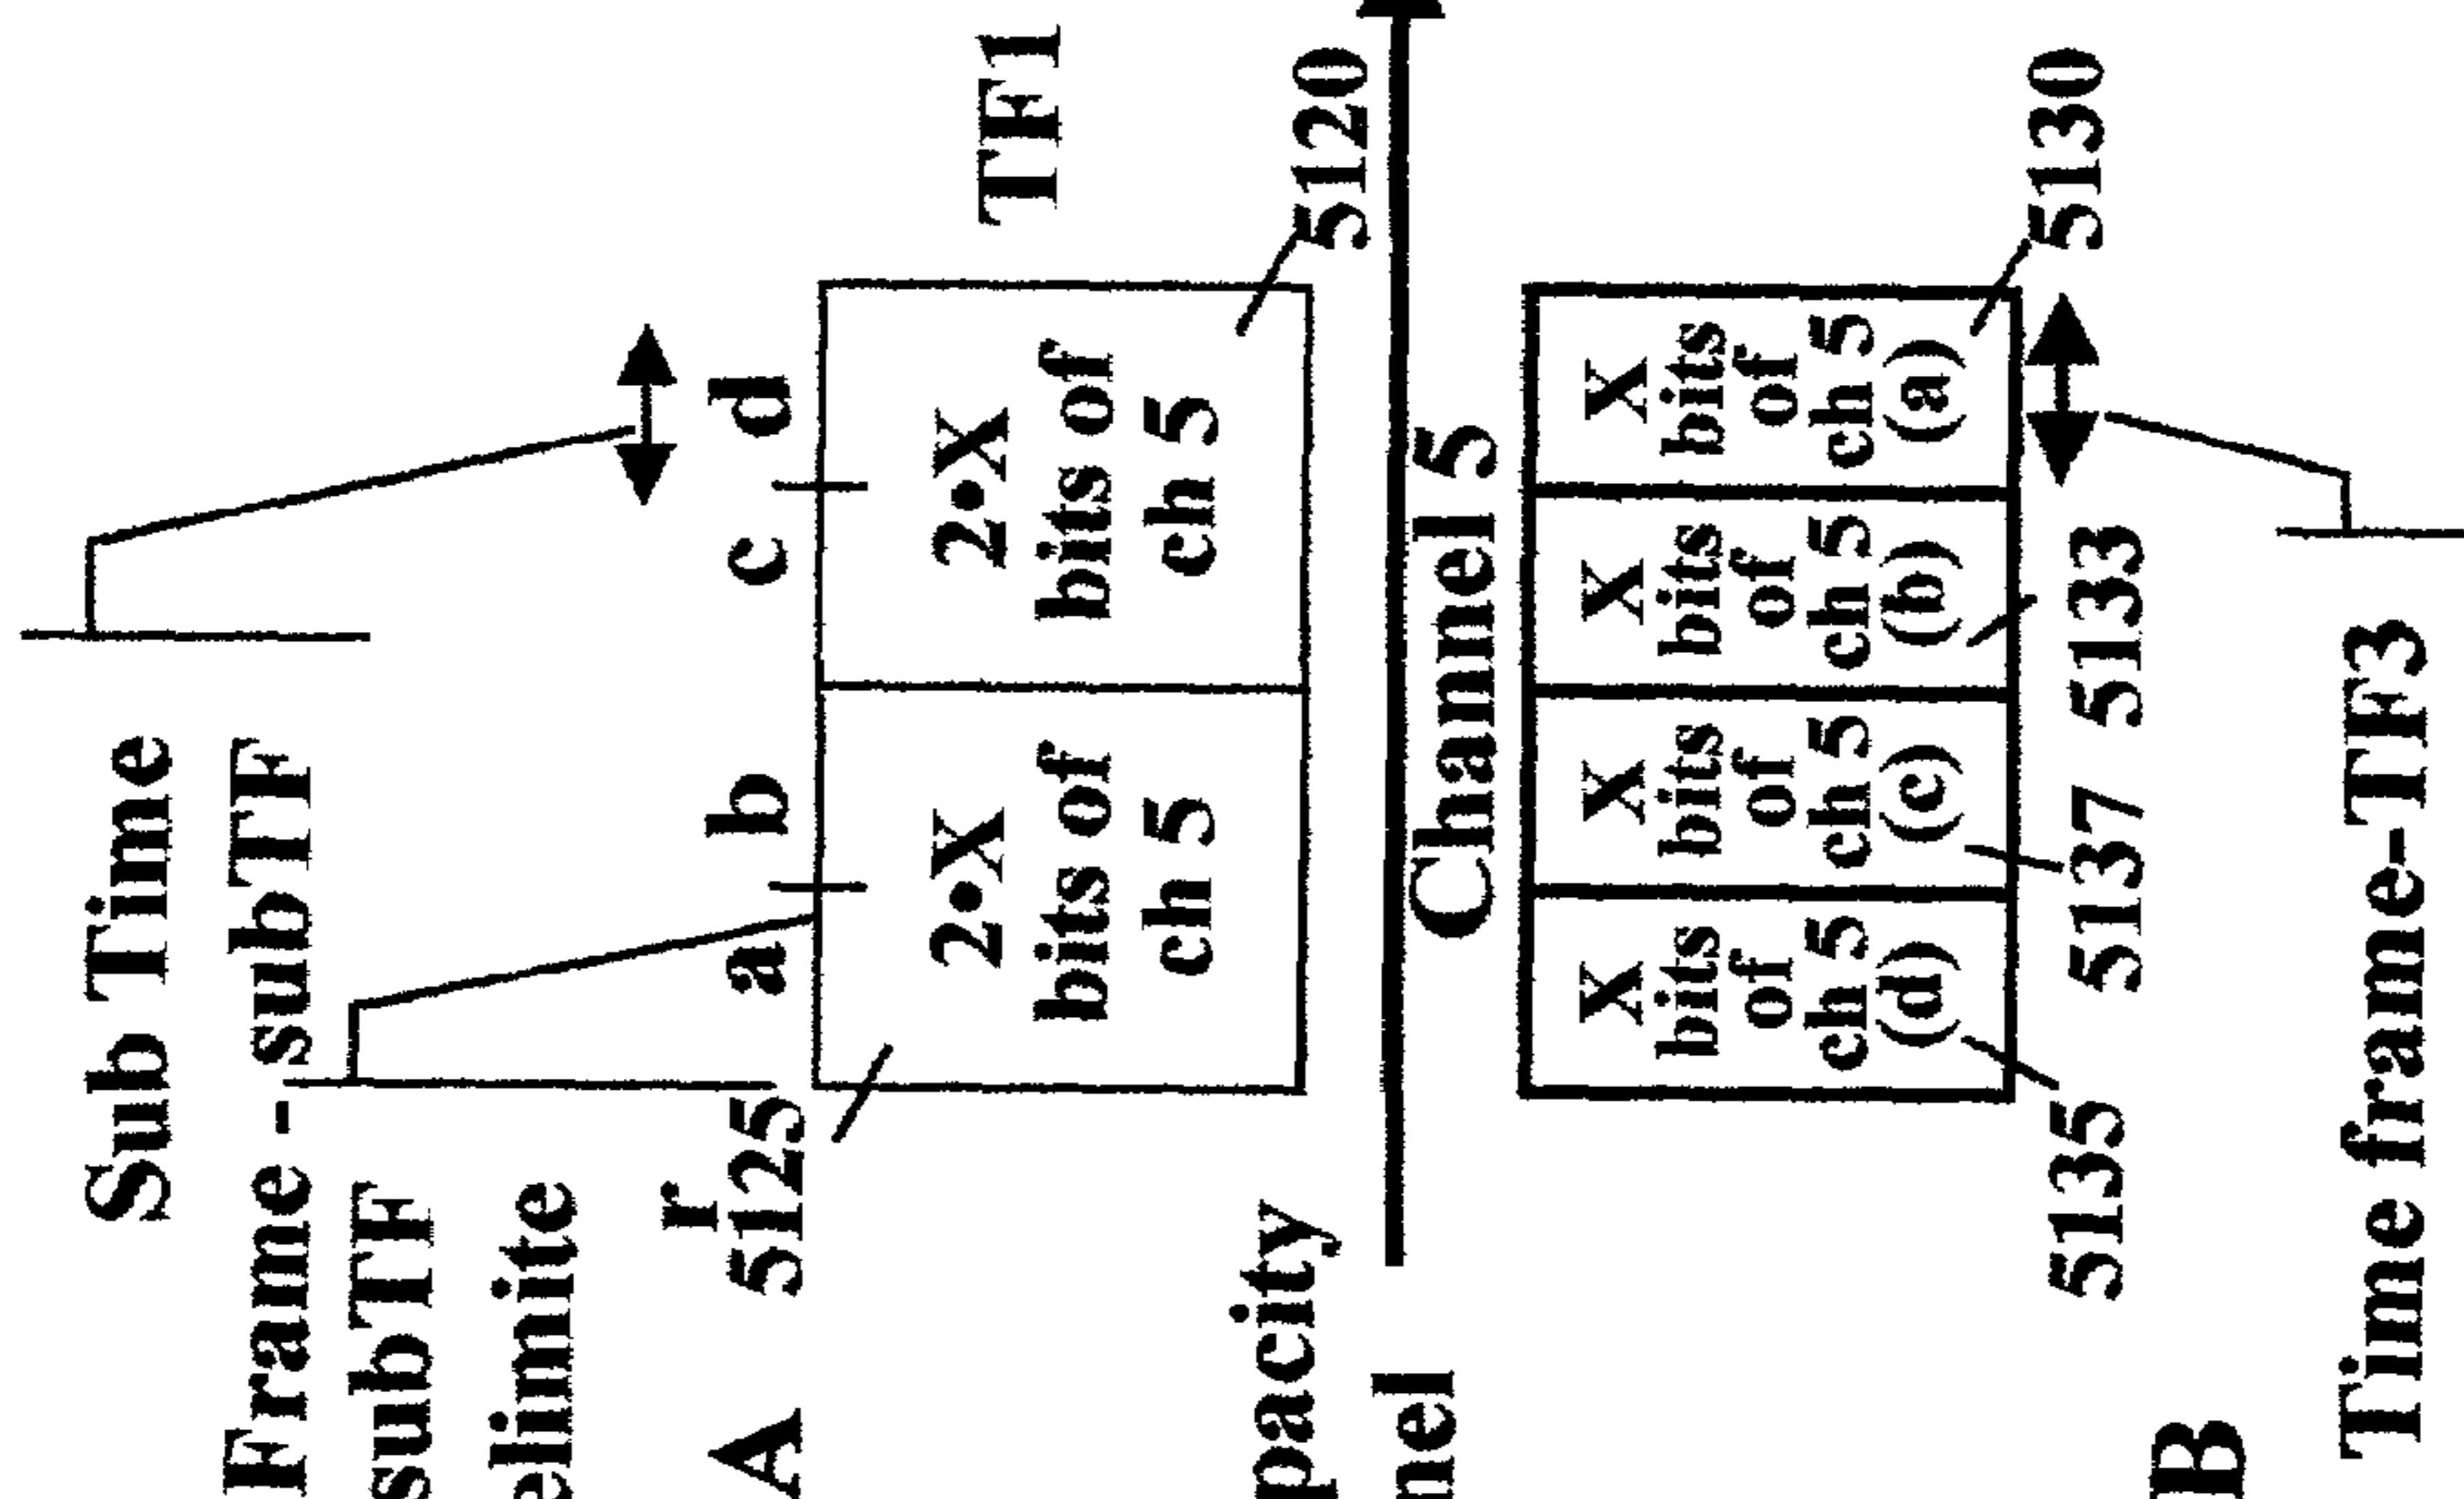 Sub Time
Frame - subTF
subTF
elimite
r
A
5125
a b c d
2•X
bits of
ch 5
2•X
bits of
ch 5
TF1
5120
pacity
nel
Channel 5
X
bits
of
ch 5
(d)
X
bits
of
ch 5
(c)
X
bits
of
ch 5
(b)
X
bits
of
ch 5
(a)
5135
5137
5133
5130
B
Time frame-TF3